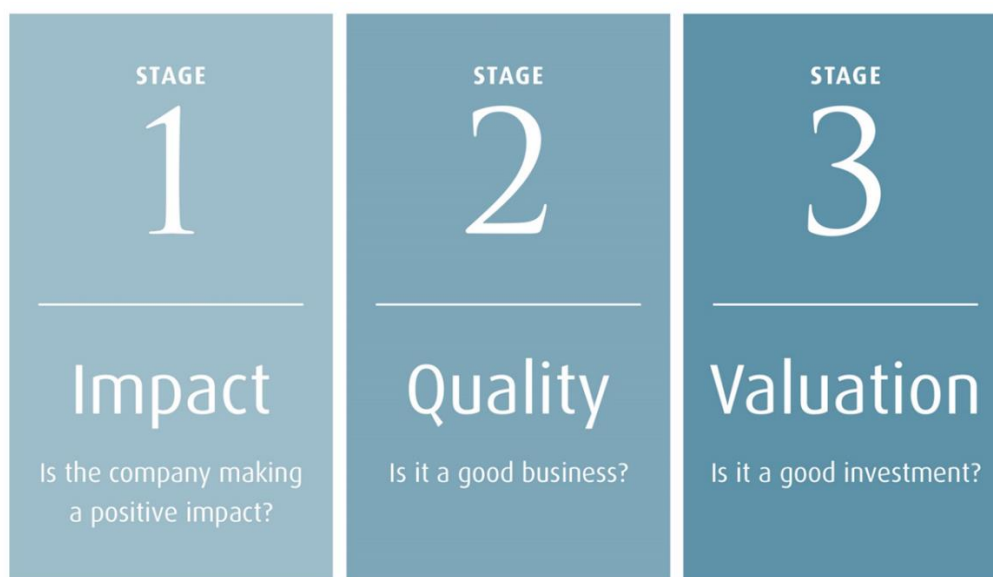 STAGE
1
Impact
Is the company making
a positive impact?
STAGE
2
Quality
Is it a good business?
STAGE
3
Valuation
Is it a good investment?